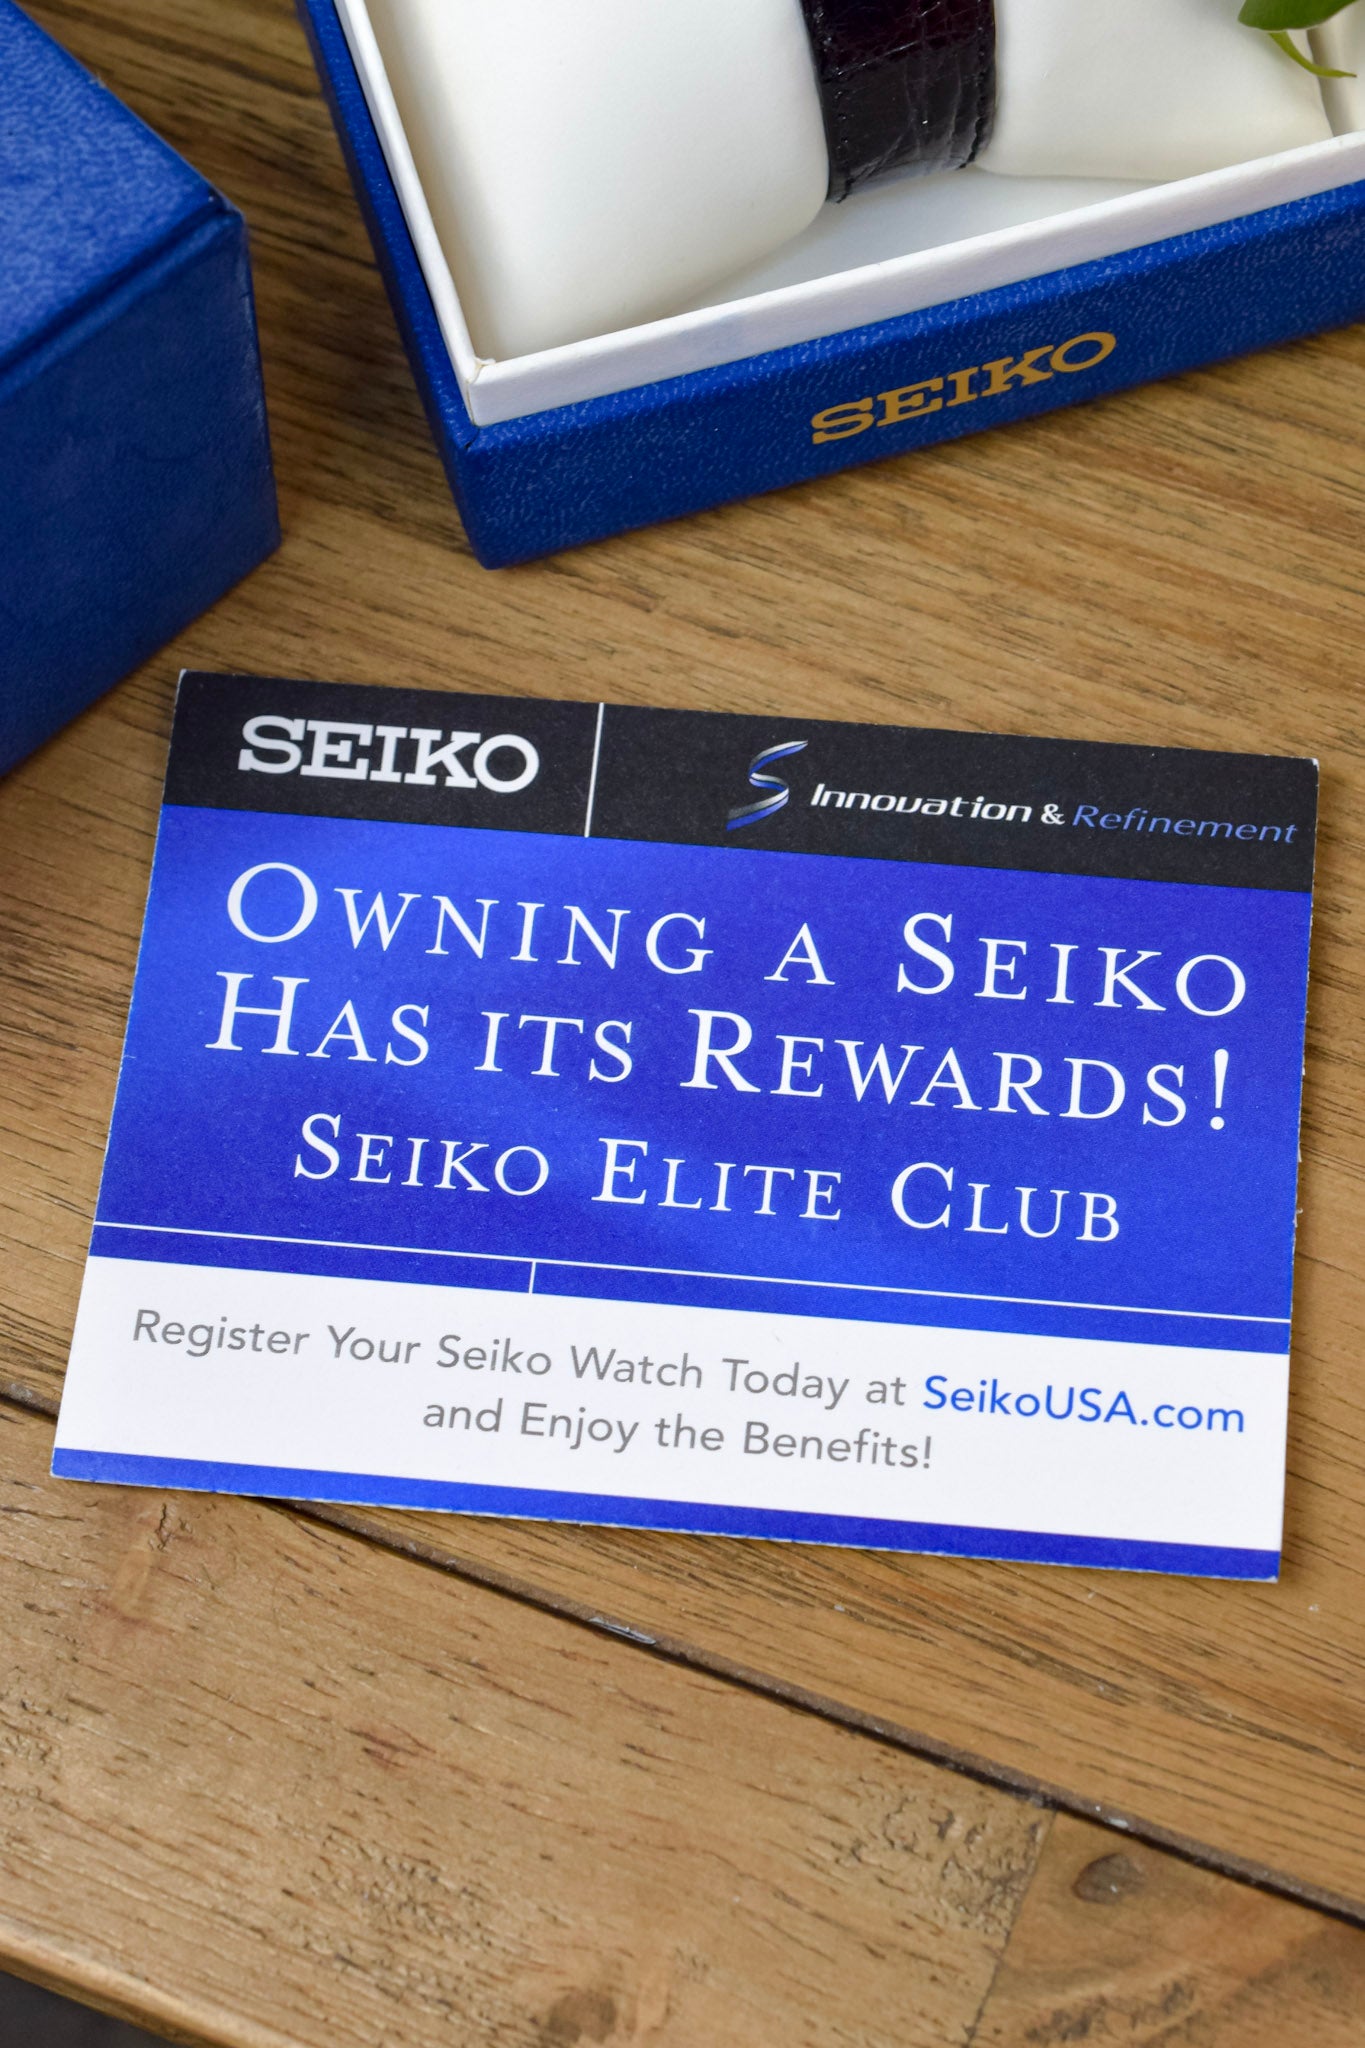 SEIKO
SEIKO
Innovation & Refinement
Owning a Seiko
Has its Rewards!
Seiko Elite Club
Register Your Seiko Watch Today at SeikoUSA.com
and Enjoy the Benefits!